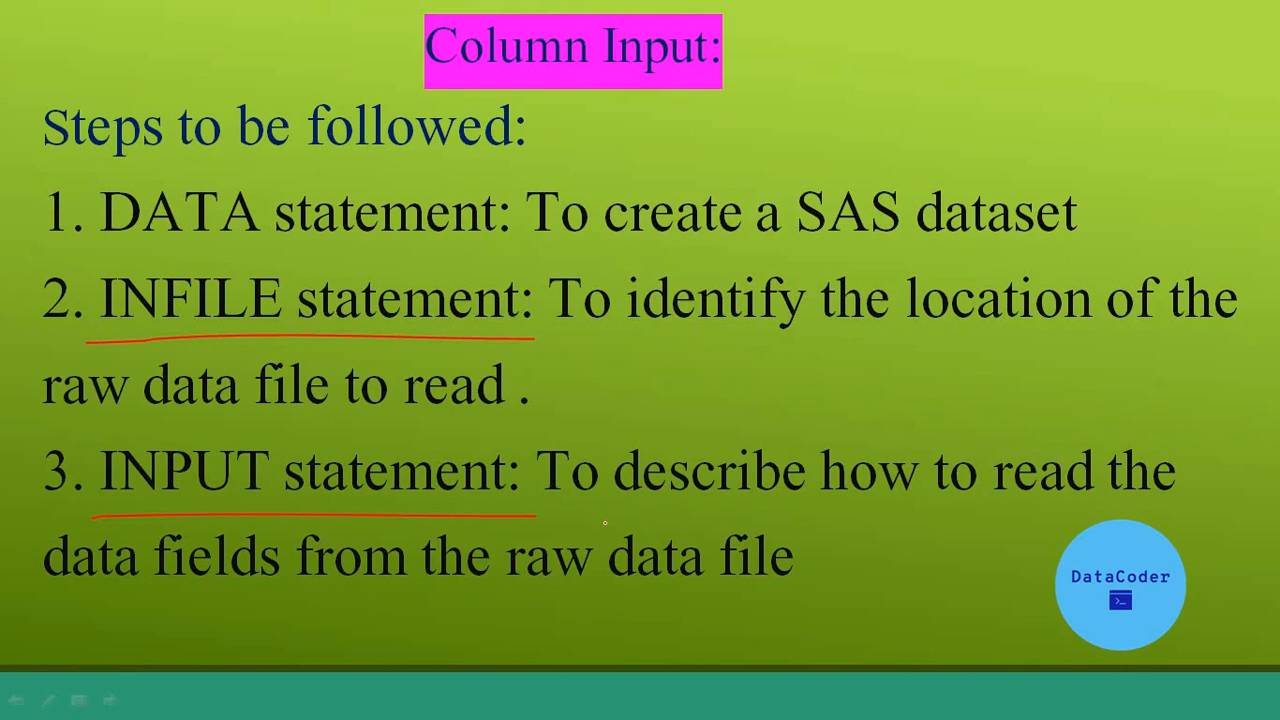 Column Input:
Steps to be followed:
1. DATA statement: To create a SAS dataset
2. INFILE statement: To identify the location of the
raw data file to read .
3. INPUT statement: To describe how to read the
data fields from the raw data file
DataCoder
>_